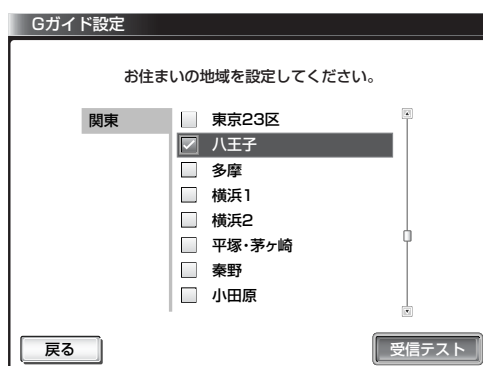 Gガイド設定
お住まいの地域を設定してください。
関東
東京23区
八王子
多摩
横浜1
横浜2
平塚・茅ヶ崎
秦野
小田原
戻る
受信テスト